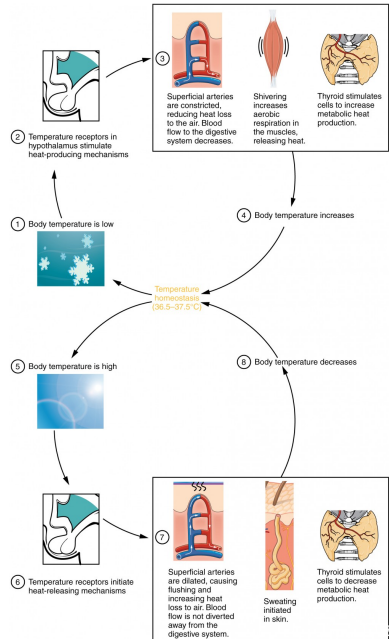 3
Superficial arteries
are constricted,
reducing heat loss
to the air. Blood
flow to the digestive
system decreases.
Shivering
increases
aerobic
respiration in
the muscles,
releasing heat.
Thyroid stimulates
cells to increase
metabolic heat
production.
2 Temperature receptors in
hypothalamus stimulate
heat-producing mechanisms
1 Body temperature is low
4 Body temperature increases
Temperature
homeostasis
(36.5–37.5°C)
5 Body temperature is high
8 Body temperature decreases
6 Temperature receptors initiate
heat-releasing mechanisms
7
Superficial arteries
are dilated, causing
flushing and
increasing heat
loss to air. Blood
flow is not diverted
away from the
digestive system.
Sweating
initiated
in skin.
Thyroid stimulates
cells to decrease
metabolic heat
production.